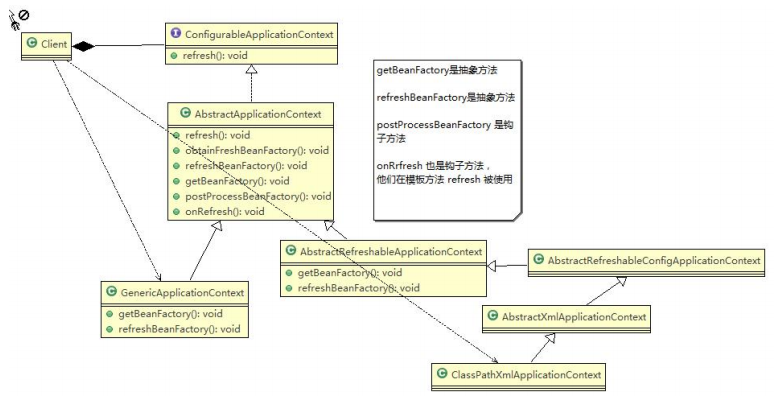 ConfigurableApplicationContext
refresh(): void
Client
AbstractApplicationContext
refresh(): void
obtainFreshBeanFactory(): void
refreshBeanFactory(): void
getBeanFactory(): void
postProcessBeanFactory(): void
onRefresh(): void
getBeanFactory是抽象方法
refreshBeanFactory是抽象方法
postProcessBeanFactory 是钩
子方法
onRrfresh 也是钩子方法，
他们在模板方法 refresh 被使用
AbstractRefreshableApplicationContext
getBeanFactory(): void
refreshBeanFactory(): void
AbstractRefreshableConfigApplicationContext
GenericApplicationContext
getBeanFactory(): void
refreshBeanFactory(): void
AbstractXmlApplicationContext
ClassPathXmlApplicationContext